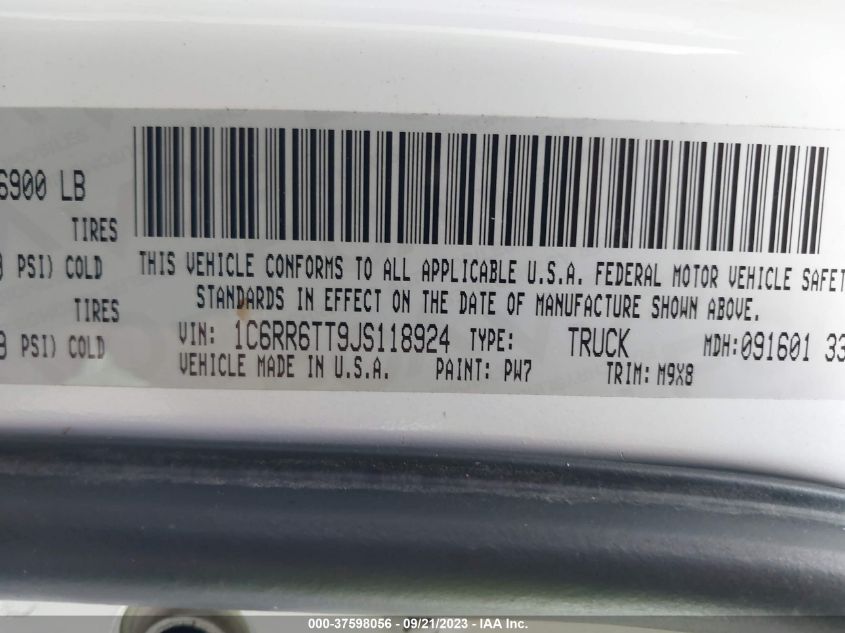 6900 LB
TIRES
PSI) COLD
TIRES
PSI) COLD
THIS VEHICLE CONFORMS TO ALL APPLICABLE U.S.A. FEDERAL MOTOR VEHICLE SAFET
STANDARDS IN EFFECT ON THE DATE OF MANUFACTURE SHOWN ABOVE.
VIN: 1C6RR6TT9JS118924 TYPE: TRUCK MDH:091601 33
VEHICLE MADE IN U.S.A. PAINT: PW7 TRIM: M9X8
000-37598056 - 09/21/2023 - IAA Inc.